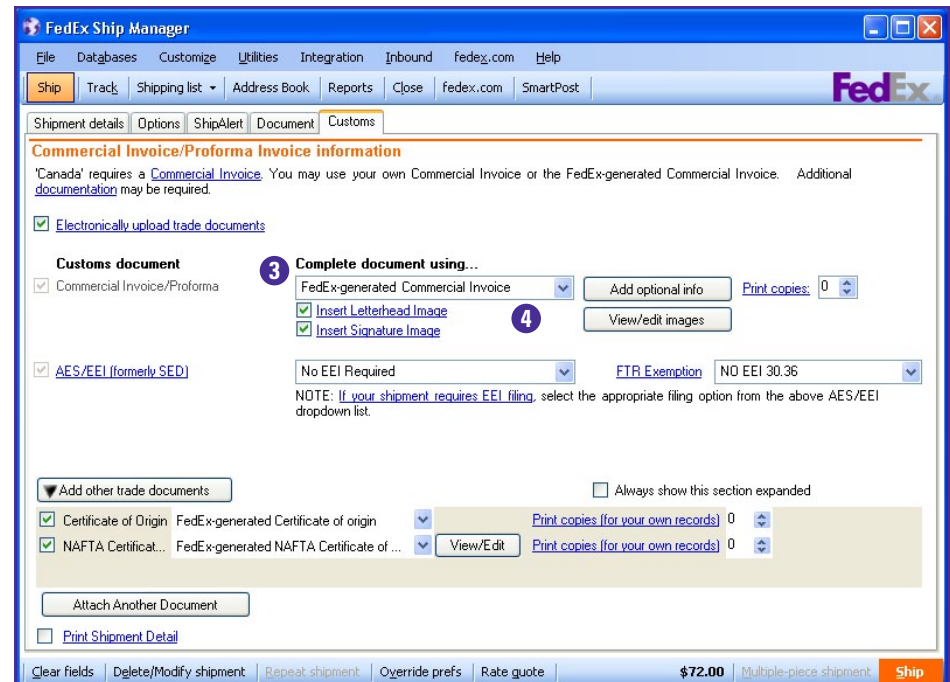 FedEx Ship Manager
File Databases Customize Utilities Integration Inbound fedex.com Help
Ship Track Shipping list Address Book Reports Close fedex.com SmartPost
FedEx
Shipment details Options ShipAlert Document Customs
Commercial Invoice/Proforma Invoice information
'Canada' requires a Commercial Invoice. You may use your own Commercial Invoice or the FedEx-generated Commercial Invoice. Additional
documentation may be required.
Electronically upload trade documents
Customs document 3 Complete document using...
Commercial Invoice/Proforma FedEx-generated Commercial Invoice Add optional info Print copies: 0
Insert Letterhead Image 4 View/edit images
Insert Signature Image
AES/EEI (formerly SED) No EEI Required FTR Exemption NO EEI 30.36
NOTE: If your shipment requires EEI filing, select the appropriate filing option from the above AES/EEI
dropdown list.
Add other trade documents Always show this section expanded
Certificate of Origin FedEx-generated Certificate of origin Print copies (for your own records) 0
NAFTA Certificat... FedEx-generated NAFTA Certificate of ... View/Edit Print copies (for your own records) 0
Attach Another Document
Print Shipment Detail
Clear fields Delete/Modify shipment Repeat shipment Override prefs Rate quote $72.00 Multiple-piece shipment Ship